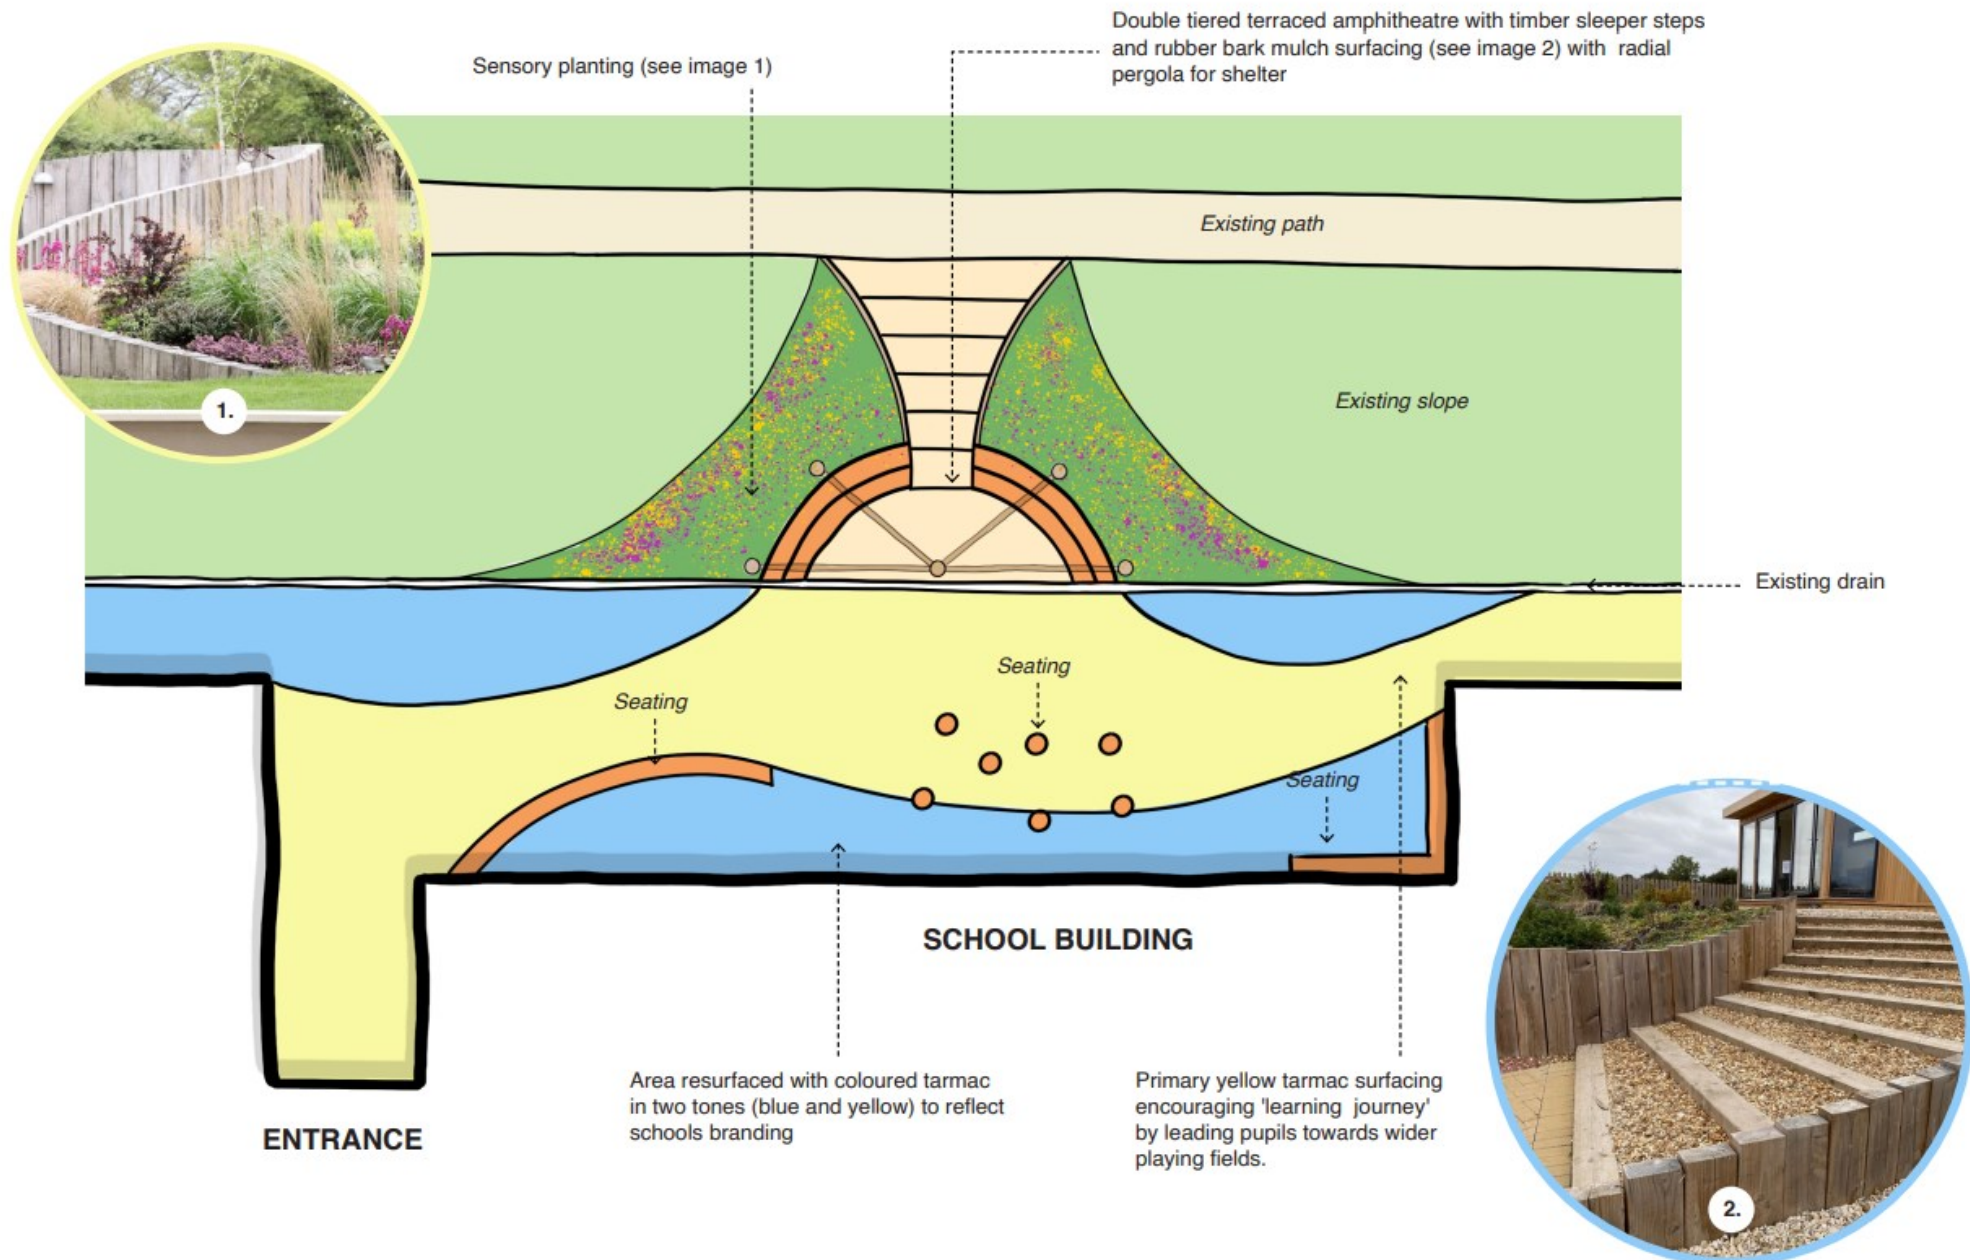 Double tiered terraced amphitheatre with timber sleeper steps
and rubber bark mulch surfacing (see image 2) with radial
pergola for shelter
Sensory planting (see image 1)
Existing path
Existing slope
1.
Existing drain
Seating
Seating
Seating
SCHOOL BUILDING
Area resurfaced with coloured tarmac
in two tones (blue and yellow) to reflect
schools branding
Primary yellow tarmac surfacing
encouraging 'learning journey'
by leading pupils towards wider
playing fields.
ENTRANCE
2.